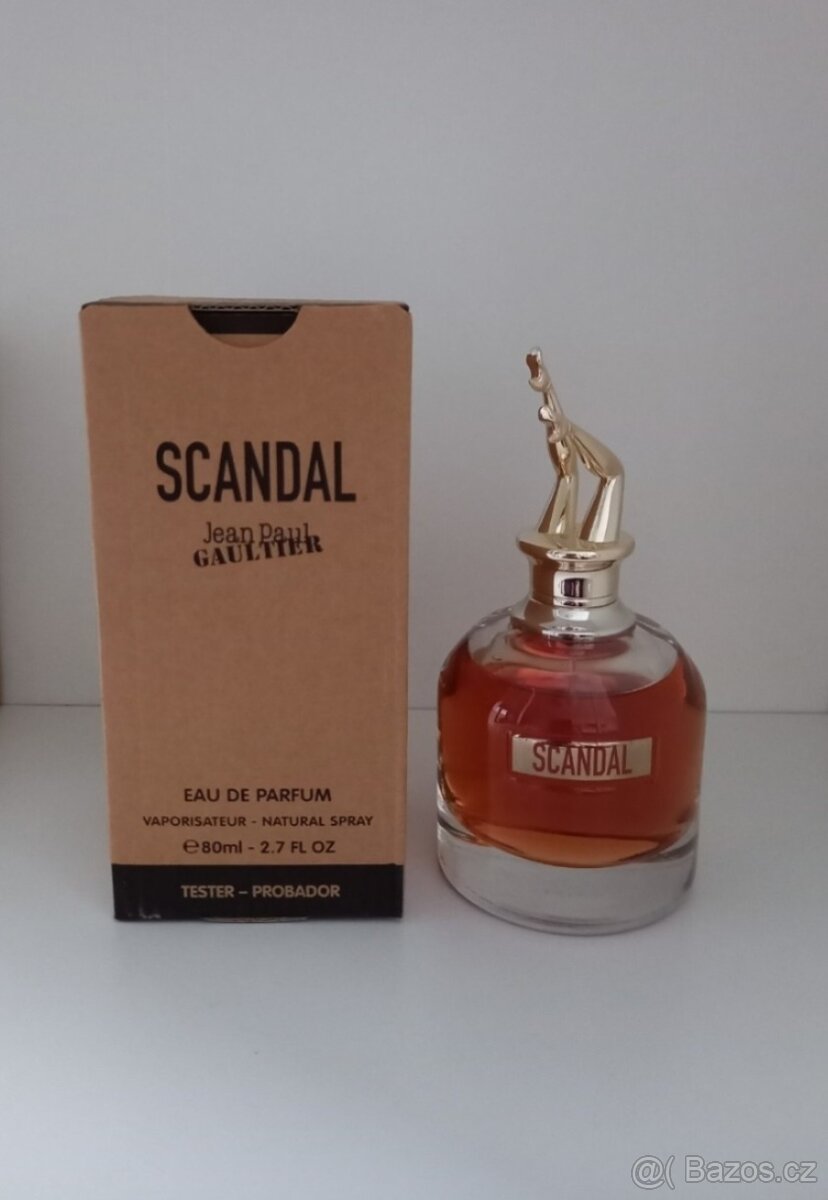 SCANDAL
Jean Paul
GAULTIER
EAU DE PARFUM
VAPORISATEUR - NATURAL SPRAY
℮80ml - 2.7 FL OZ
TESTER – PROBADOR
SCANDAL
@( Bazos.cz